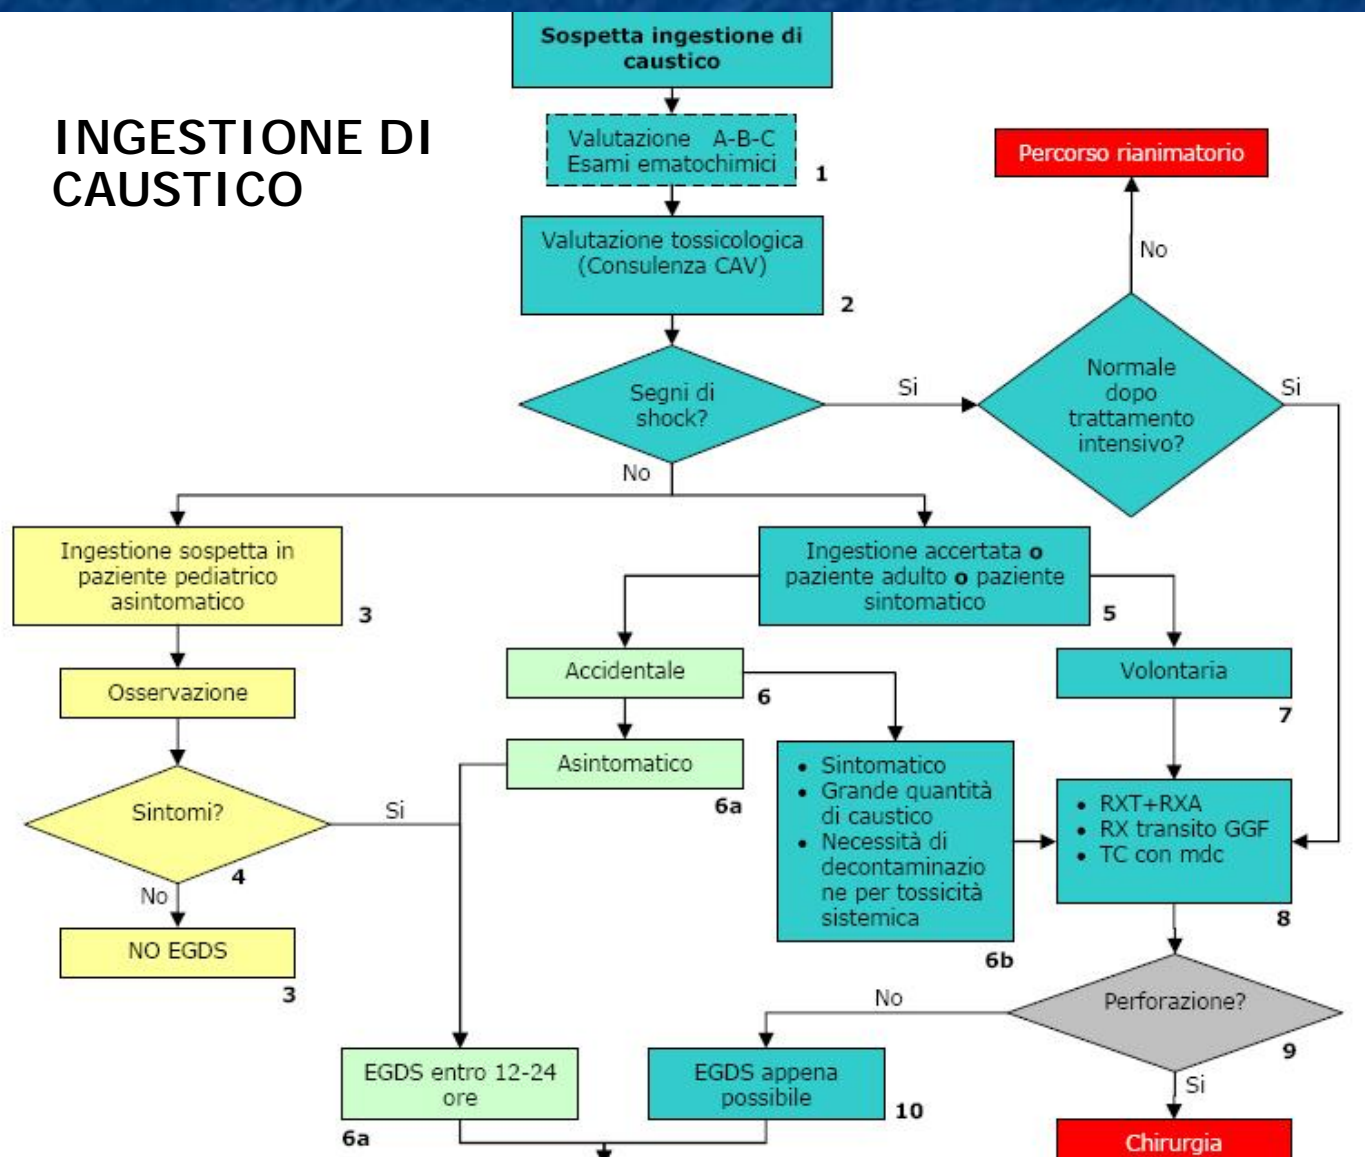 INGESTIONE DI
CAUSTICO
Sospetta ingestione di
caustico
Valutazione A-B-C
Esami ematochimici
1
Percorso rianimatorio
Valutazione tossicologica
(Consulenza CAV)
2
No
Segni di
shock?
Si
Normale
dopo
trattamento
intensivo?
Si
No
Ingestione sospetta in
paziente pediatrico
asintomatico
3
Ingestione accertata o
paziente adulto o paziente
sintomatico
5
Osservazione
Accidentale
6
Volontaria
7
Asintomatico
6a
Sintomi?
Si
4
No
• Sintomatico
• Grande quantità
di caustico
• Necessità di
decontaminazio
ne per tossicità
sistemica
6b
• RXT+RXA
• RX transito GGF
• TC con mdc
8
NO EGDS
3
No
Perforazione?
9
Si
EGDS entro 12-24
ore
6a
EGDS appena
possibile
10
Chirurgia